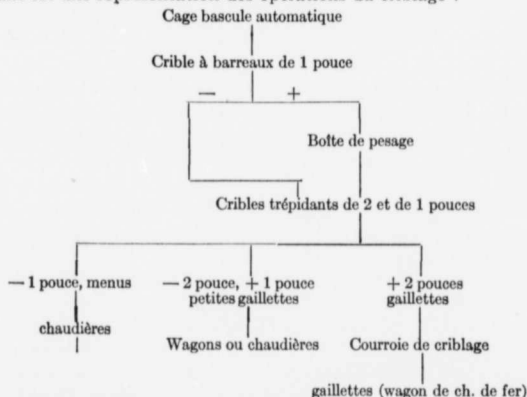 Cage bascule automatique
Crible à barreaux de 1 pouce
— +
Boîte de pesage
Cribles trépidants de 2 et de 1 pouces
— 1 pouce, menus — 2 pouce, + 1 pouce + 2 pouces
petites gaillettes gaillettes
chaudières
Wagons ou chaudières Courroie de criblage
gaillettes (wagon de ch. de fer)